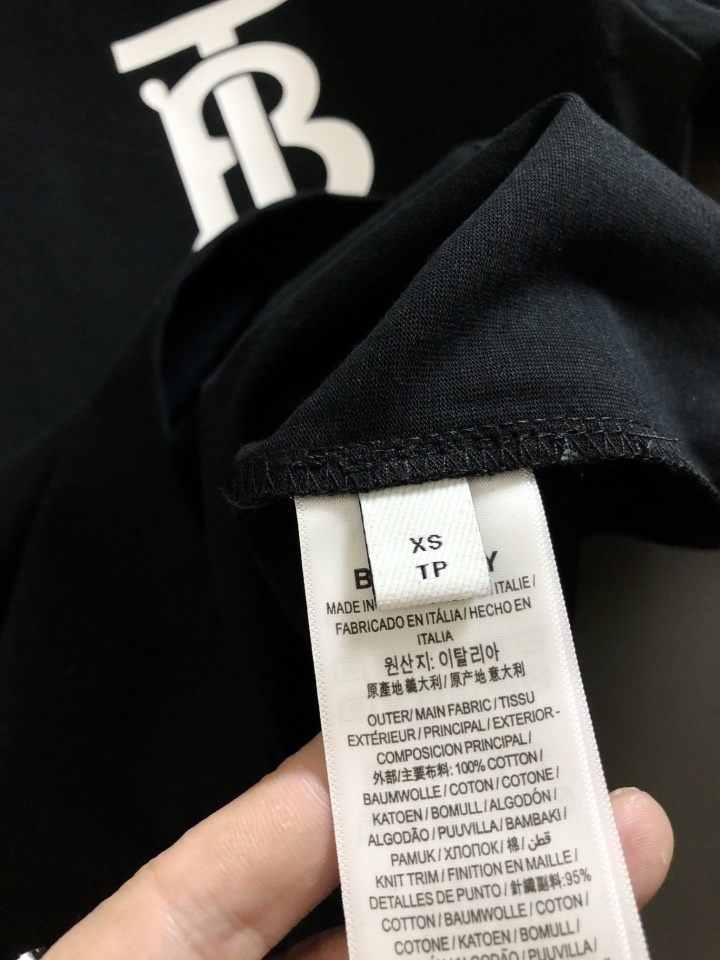 TB
XS
TP
MADE IN ITALIE /
FABRICADO EN ITÁLIA / HECHO EN
ITALIA
원산지: 이탈리아
原產地 義大利 / 原产地 意大利
OUTER / MAIN FABRIC / TISSU
EXTÉRIEUR / PRINCIPAL / EXTERIOR -
COMPOSICION PRINCIPAL /
外部/主要布料: 100% COTTON /
BAUMWOLLE / COTON / COTONE /
KATOEN / BOMULL / ALGODÓN /
ALGODÃO / PUUVILLA / BAMBAKI /
PAMUK / ХЛОПОК / 棉 / قطن
KNIT TRIM / FINITION EN MAILLE /
DETALLES DE PUNTO / 針織副料: 95%
COTTON / BAUMWOLLE / COTON /
COTONE / KATOEN / BOMULL /
ALGODÃO / PUUVILLA /